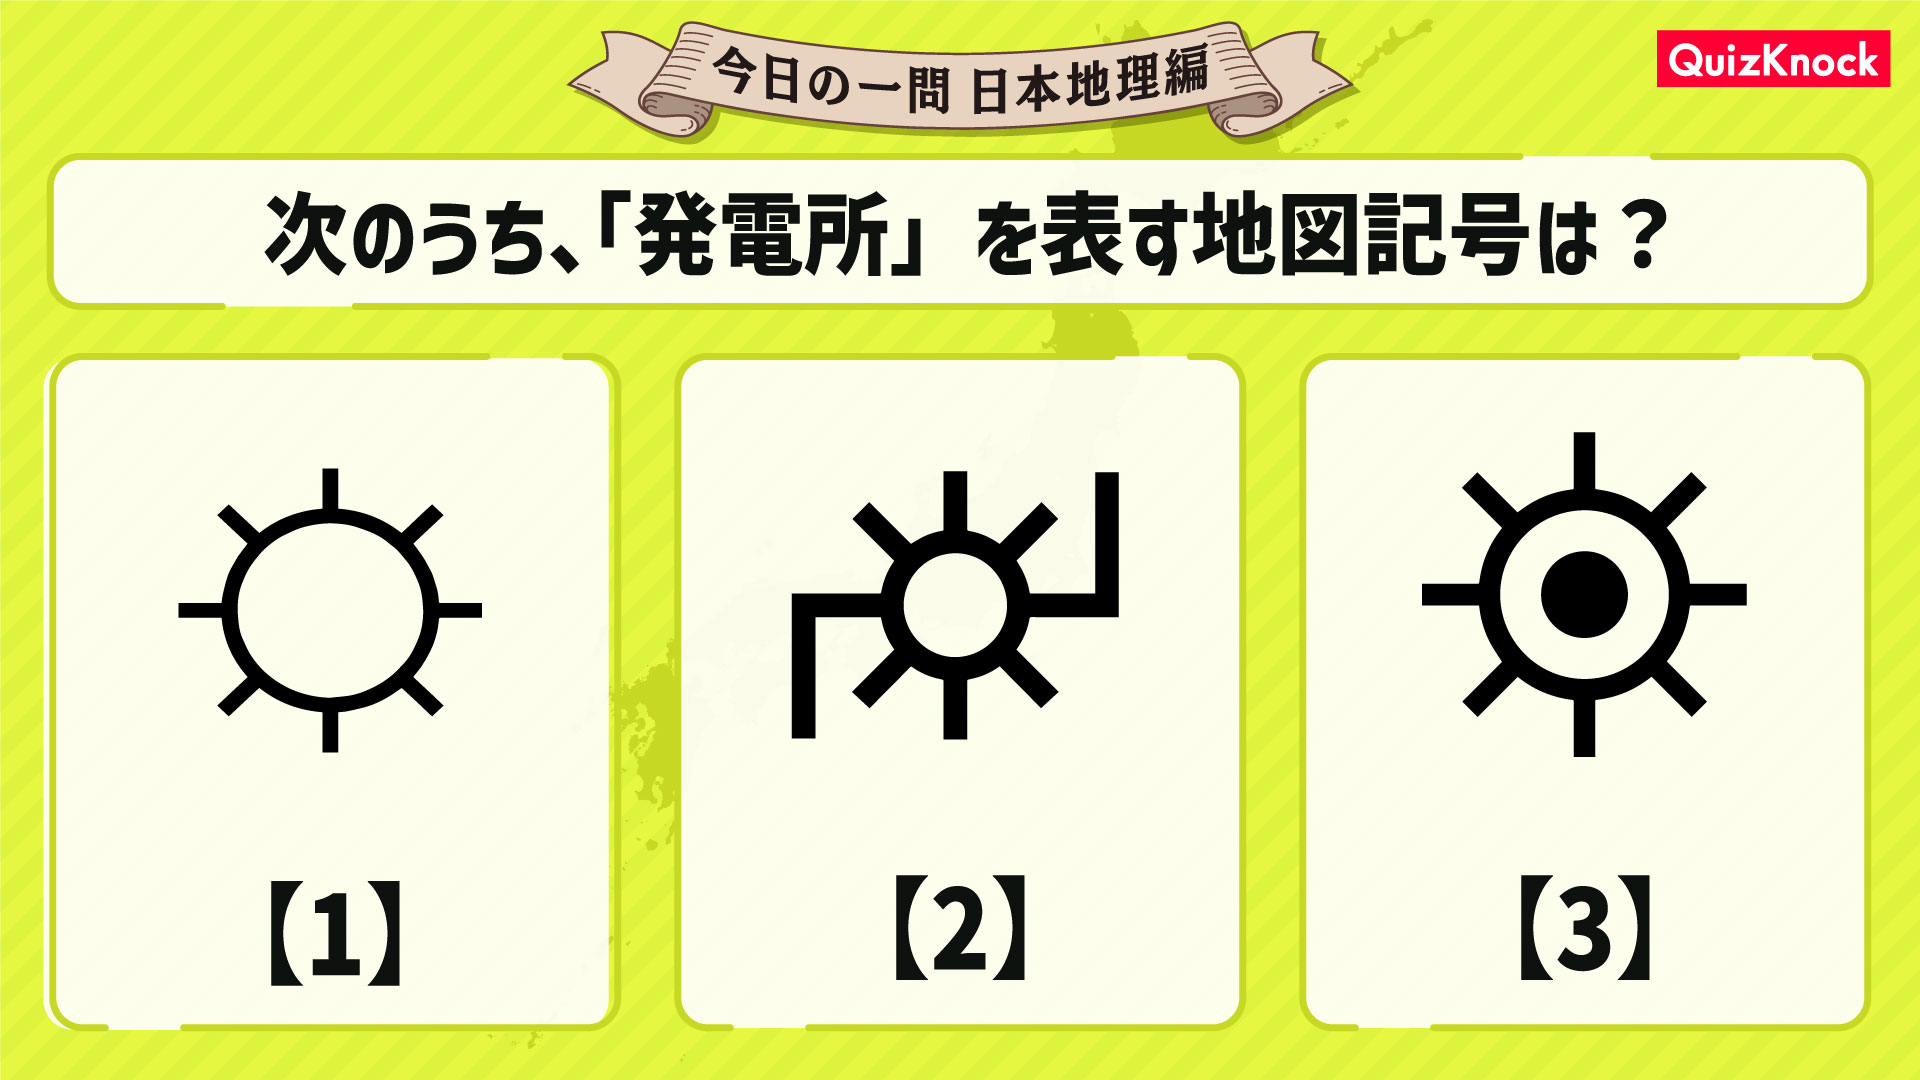 今日の一問 日本地理編
QuizKnock
次のうち、「発電所」を表す地図記号は？
【1】
【2】
【3】